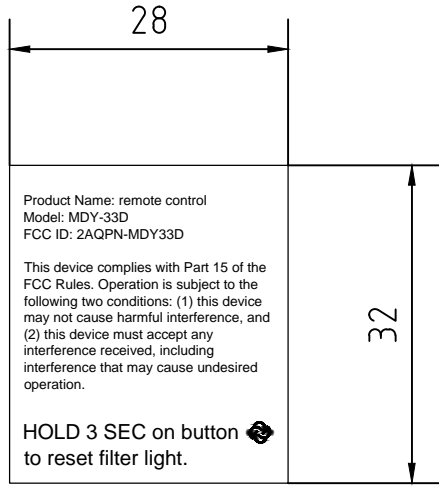 28
Product Name: remote control
Model: MDY-33D
FCC ID: 2AQPN-MDY33D
This device complies with Part 15 of the
FCC Rules. Operation is subject to the
following two conditions: (1) this device
may not cause harmful interference, and
(2) this device must accept any
interference received, including
interference that may cause undesired
operation.
HOLD 3 SEC on button
to reset filter light.
32